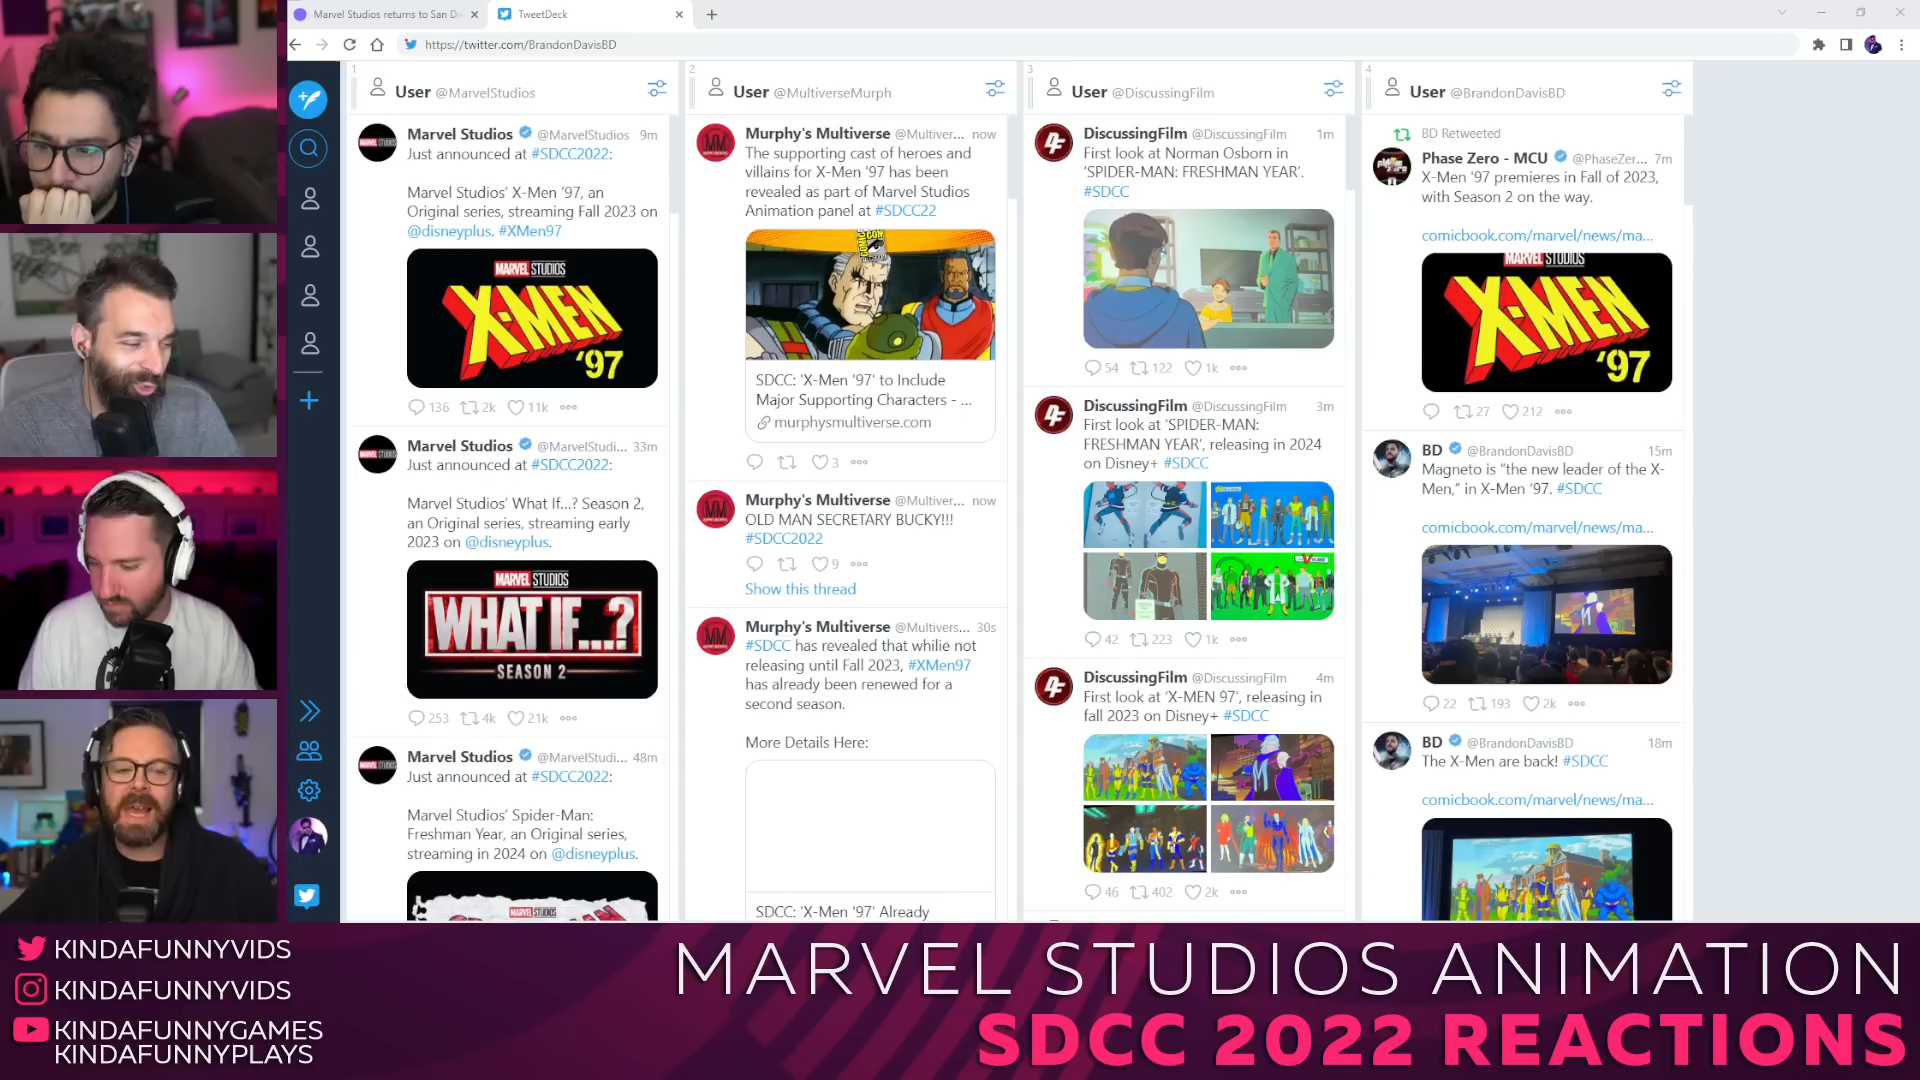 Marvel Studios returns to San D
TweetDeck
https://twitter.com/BrandonDavisBD
1
User @MarvelStudios
Marvel Studios @MarvelStudios 9m
Just announced at #SDCC2022:
Marvel Studios' X-Men '97, an
Original series, streaming Fall 2023 on
@disneyplus. #XMen97
MARVEL STUDIOS
X-MEN
'97
136 2k 11k
Marvel Studios @MarvelStudi... 33m
Just announced at #SDCC2022:
Marvel Studios' What If...? Season 2,
an Original series, streaming early
2023 on @disneyplus.
MARVEL STUDIOS
WHAT IF...?
SEASON 2
253 4k 21k
Marvel Studios @MarvelStudi... 48m
Just announced at #SDCC2022:
Marvel Studios' Spider-Man:
Freshman Year, an Original series,
streaming in 2024 on @disneyplus.
MARVEL STUDIOS
2
User @MultiverseMurph
Murphy's Multiverse @Multiver... now
The supporting cast of heroes and
villains for X-Men '97 has been
revealed as part of Marvel Studios
Animation panel at #SDCC22
COMIC CON
SDCC: 'X-Men '97' to Include
Major Supporting Characters - ...
murphysmultiverse.com
3
Murphy's Multiverse @Multiver... now
OLD MAN SECRETARY BUCKY!!!
#SDCC2022
9
Show this thread
Murphy's Multiverse @Multivers... 30s
#SDCC has revealed that whilie not
releasing until Fall 2023, #XMen97
has already been renewed for a
second season.
More Details Here:
SDCC: 'X-Men '97' Already
3
User @DiscussingFilm
DiscussingFilm @DiscussingFilm 1m
First look at Norman Osborn in
'SPIDER-MAN: FRESHMAN YEAR'.
#SDCC
54 122 1k
DiscussingFilm @DiscussingFilm 3m
First look at 'SPIDER-MAN:
FRESHMAN YEAR', releasing in 2024
on Disney+ #SDCC
42 223 1k
DiscussingFilm @DiscussingFilm 4m
First look at 'X-MEN 97', releasing in
fall 2023 on Disney+ #SDCC
46 402 2k
4
User @BrandonDavisBD
BD Retweeted
Phase Zero - MCU @PhaseZer... 7m
X-Men '97 premieres in Fall of 2023,
with Season 2 on the way.
comicbook.com/marvel/news/ma...
MARVEL STUDIOS
X-MEN
'97
27 212
BD @BrandonDavisBD 15m
Magneto is "the new leader of the X-
Men," in X-Men '97. #SDCC
comicbook.com/marvel/news/ma...
22 193 2k
BD @BrandonDavisBD 18m
The X-Men are back! #SDCC
comicbook.com/marvel/news/ma...
KINDAFUNNYVIDS
KINDAFUNNYVIDS
KINDAFUNNYGAMES
KINDAFUNNYPLAYS
MARVEL STUDIOS ANIMATION
SDCC 2022 REACTIONS